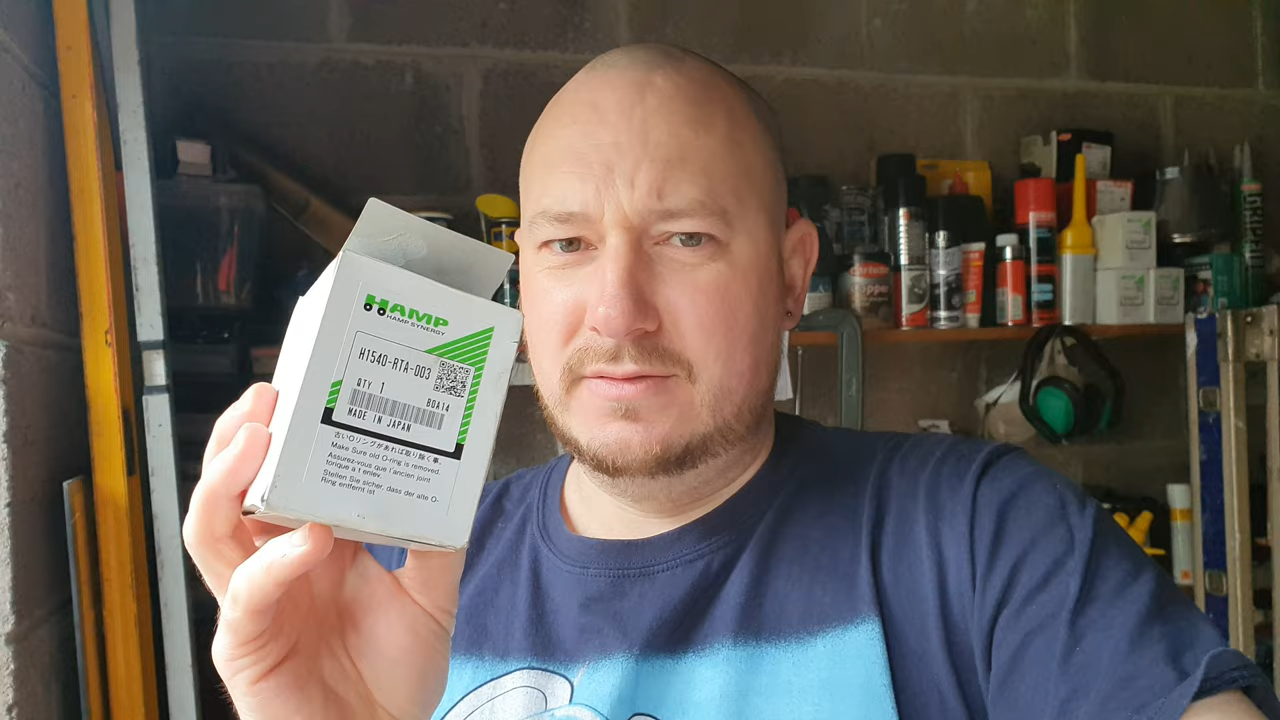 HAMP
HAMP SYNERGY
H1540-RTA-003
QTY 1
BOA14
MADE IN JAPAN
古いOリングがあれば取り除く事。
Make Sure old O-ring is removed.
Assurez-vous que l'ancien joint
torique a t enlev.
Stellen Sie sicher, dass der alte O-
Ring entfernt ist